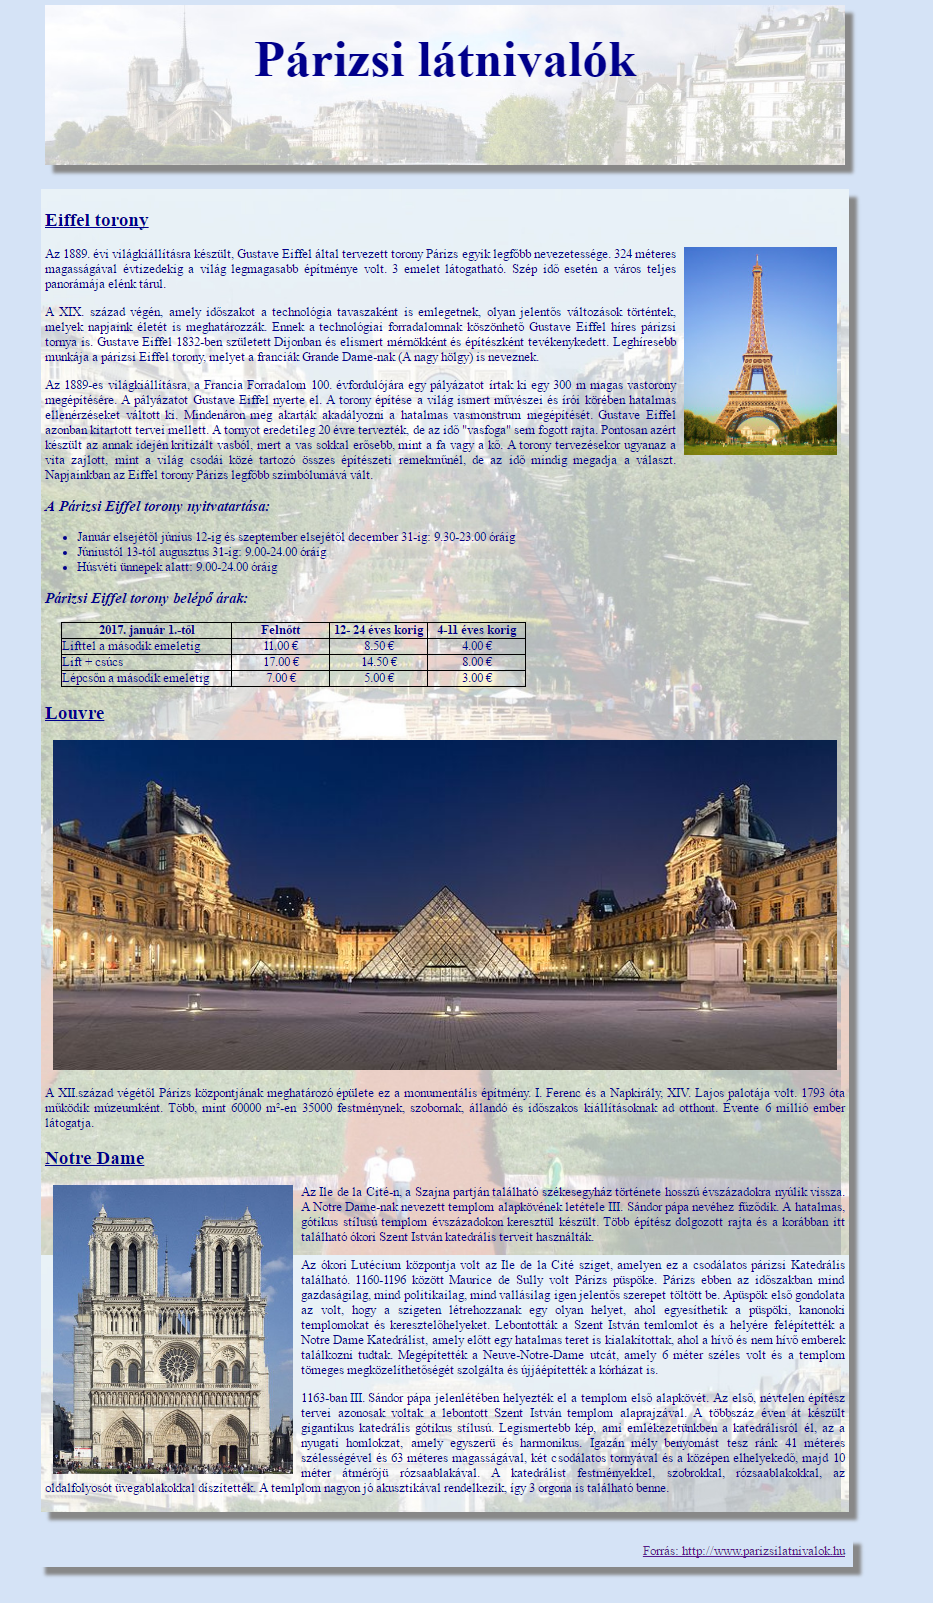 Párizsi látnivalók
Eiffel torony
Az 1889. évi világkiállításra készült, Gustave Eiffel által tervezett torony Párizs egyik legfőbb nevezetessége. 324 méteres
magasságával évtizedekig a világ legmagasabb építménye volt. 3 emelet látogatható. Szép idő esetén a város teljes
panorámája elénk tárul.
A XIX. század végén, amely időszakot a technológia tavaszaként is emlegetnek, olyan jelentős változások történtek,
melyek napjaink életét is meghatározzák. Ennek a technológiai forradalomnak köszönhető Gustave Eiffel híres párizsi
tornya is. Gustave Eiffel 1832-ben született Dijonban és elismert mérnökként és építészként tevékenykedett. Leghíresebb
munkája a párizsi Eiffel torony, melyet a franciák Grande Dame-nak (A nagy hölgy) is neveznek.
Az 1889-es világkiállításra, a Francia Forradalom 100. évfordulójára egy pályázatot írtak ki egy 300 m magas vastorony
megépítésére. A pályázatot Gustave Eiffel nyerte el. A torony építése a világ ismert művészei és írói körében hatalmas
ellenérzéseket váltott ki. Mindenáron meg akarták akadályozni a hatalmas vasmonstrum megépítését. Gustave Eiffel
azonban kitartott tervei mellett. A tornyot eredetileg 20 évre tervezték, de az idő "vasfoga" sem fogott rajta. Pontosan azért
készült az annak idején kritizált vasból, mert a vas sokkal erősebb, mint a fa vagy a kő. A torony tervezésekor ugyanaz a
vita zajlott, mint a világ csodái közé tartozó összes építészeti remekműnél, de az idő mindig megadja a választ.
Napjainkban az Eiffel torony Párizs legfőbb szimbólumává vált.
A Párizsi Eiffel torony nyitvatartása:
• Január elsejétől június 12-ig és szeptember elsejétől december 31-ig: 9.30-23.00 óráig
• Júniustól 13-tól augusztus 31-ig: 9.00-24.00 óráig
• Húsvéti ünnepek alatt: 9.00-24.00 óráig
Párizsi Eiffel torony belépő árak:
2017. január 1.-től Felnőtt 12- 24 éves korig 4-11 éves korig
Lifttel a második emeletig 11.00 € 8.50 € 4.00 €
Lift + csúcs 17.00 € 14.50 € 8.00 €
Lépcsőn a második emeletig 7.00 € 5.00 € 3.00 €
Louvre
A XII.század végétől Párizs központjának meghatározó épülete ez a monumentális építmény. I. Ferenc és a Napkirály, XIV. Lajos palotája volt. 1793 óta
működik múzeumként. Több, mint 60000 m²-en 35000 festménynek, szobornak, állandó és időszakos kiállításoknak ad otthont. Évente 6 millió ember
látogatja.
Notre Dame
Az Ile de la Cité-n, a Szajna partján található székesegyház története hosszú évszázadokra nyúlik vissza.
A Notre Dame-nak nevezett templom alapkövének letétele III. Sándor pápa nevéhez fűződik. A hatalmas,
gótikus stílusú templom évszázadokon keresztül készült. Több építész dolgozott rajta és a korábban itt
található ókori Szent István katedrális terveit használták.
Az ókori Lutécium központja volt az Ile de la Cité sziget, amelyen ez a csodálatos párizsi Katedrális
található. 1160-1196 között Maurice de Sully volt Párizs püspöke. Párizs ebben az időszakban mind
gazdaságilag, mind politikailag, mind vallásilag igen jelentős szerepet töltött be. Apüspök első gondolata
az volt, hogy a szigeten létrehozzanak egy olyan helyet, ahol egyesíthetik a püspöki, kanonoki
templomokat és keresztelőhelyeket. Lebontották a Szent István temlomlot és a helyére felépítették a
Notre Dame Katedrálist, amely előtt egy hatalmas teret is kialakítottak, ahol a hívő és nem hívő emberek
találkozni tudtak. Megépítették a Neuve-Notre-Dame utcát, amely 6 méter széles volt és a templom
tömeges megközelíthetőségét szolgálta és újjáépítették a kórházat is.
1163-ban III. Sándor pápa jelenlétében helyezték el a templom első alapkövét. Az első, névtelen építész
tervei azonosak voltak a lebontott Szent István templom alaprajzával. A többszáz éven át készült
gigantikus katedrális gótikus stílusú. Legismertebb kép, ami emlékezetünkben a katedrálisról él, az a
nyugati homlokzat, amely egyszerű és harmonikus. Igazán mély benyomást tesz ránk 41 méteres
szélességével és 63 méteres magasságával, két csodálatos tornyával és a középen elhelyekedő, majd 10
méter átmérőjű rózsaablakával. A katedrálist festményekkel, szobrokkal, rózsaablakokkal, az
oldalfolyosót üvegablakokkal díszítették. A temlplom nagyon jó akusztikával rendelkezik, így 3 orgona is található benne.
Forrás: http://www.parizsilatnivalok.hu